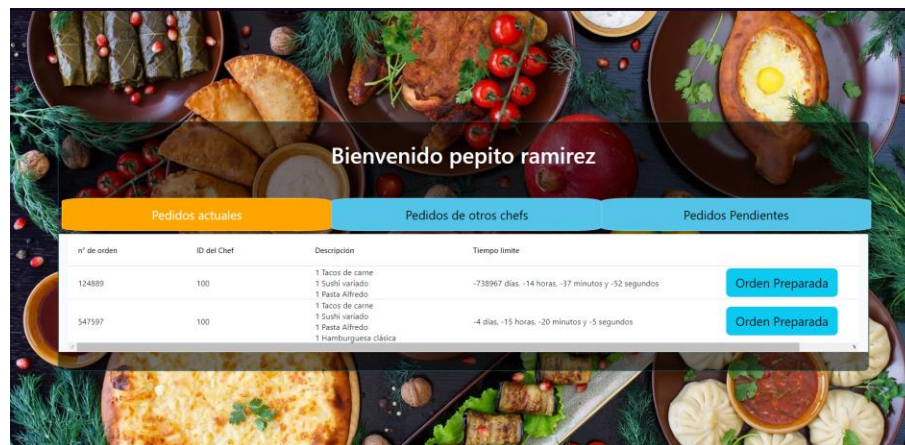 Bienvenido pepito ramirez
Pedidos actuales
Pedidos de otros chefs
Pedidos Pendientes
n° de orden ID del Chef Descripción Tiempo limite
124889 100
1 Tacos de carne
1 Sushi variado
1 Pasta Alfredo
-738967 días, -14 horas, -37 minutos y -52 segundos
Orden Preparada
547597 100
1 Tacos de carne
1 Sushi variado
1 Pasta Alfredo
1 Hamburguesa clásica
-4 días, -15 horas, -20 minutos y -5 segundos
Orden Preparada